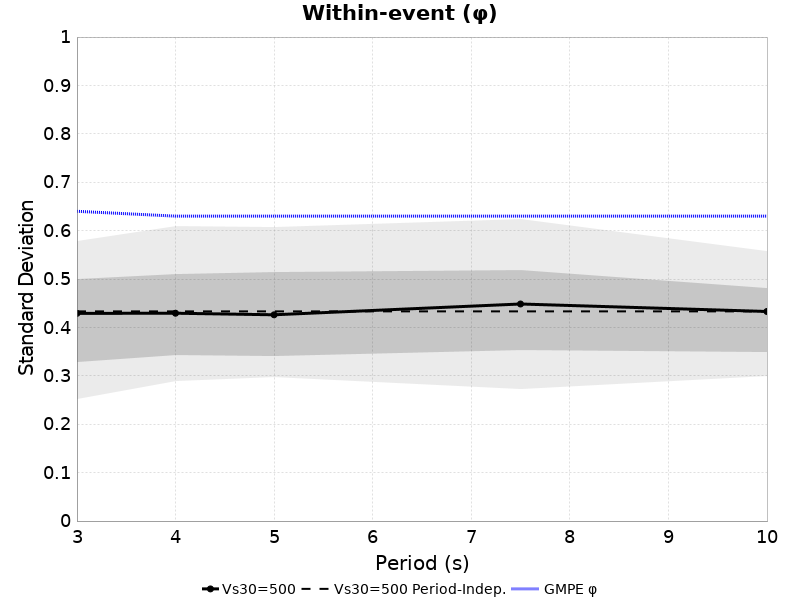 Within-event (φ)
Standard Deviation
1
0.9
0.8
0.7
0.6
0.5
0.4
0.3
0.2
0.1
0
3 4 5 6 7 8 9 10
Period (s)
Vs30=500 Vs30=500 Period-Indep. GMPE φ